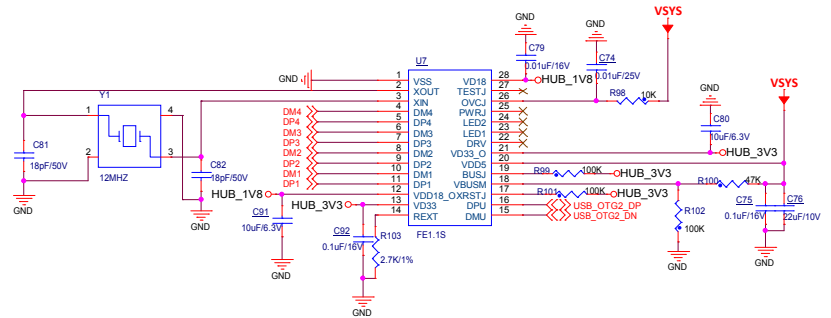 VSYS
GND
GND
C79
0.01uF/16V
C74
0.01uF/25V
U7
GND
VSYS
GND
Y1
1
4
2
3
12MHZ
C81
18pF/50V
C82
18pF/50V
GND
GND
1 VSS VD18 28 HUB_1V8
2 XOUT TESTJ 27
3 XIN OVCJ 26 R98 10K
DM4 4 DM4 PWRJ 25
DP4 5 DP4 LED2 24
DM3 6 DM3 LED1 23
DP3 7 DP3 DRV 22
DM2 8 DM2 VD33_O 21 HUB_3V3
DP2 9 DP2 VDD5 20
DM1 10 DM1 BUSJ 19 R99 100K HUB_3V3
DP1 11 DP1 VBUSM 18 R100 47K
HUB_1V8 12 VDD18_OXRSTJ 17 R101 100K HUB_3V3
HUB_3V3 13 VD33 DPU 16 USB_OTG2_DP
14 REXT DMU 15 USB_OTG2_DN
FE1.1S
C80
10uF/6.3V
C91
10uF/6.3V
GND
C92
0.1uF/16V
R103
2.7K/1%
GND
R102
100K
GND
C75
0.1uF/16V
C76
22uF/10V
GND